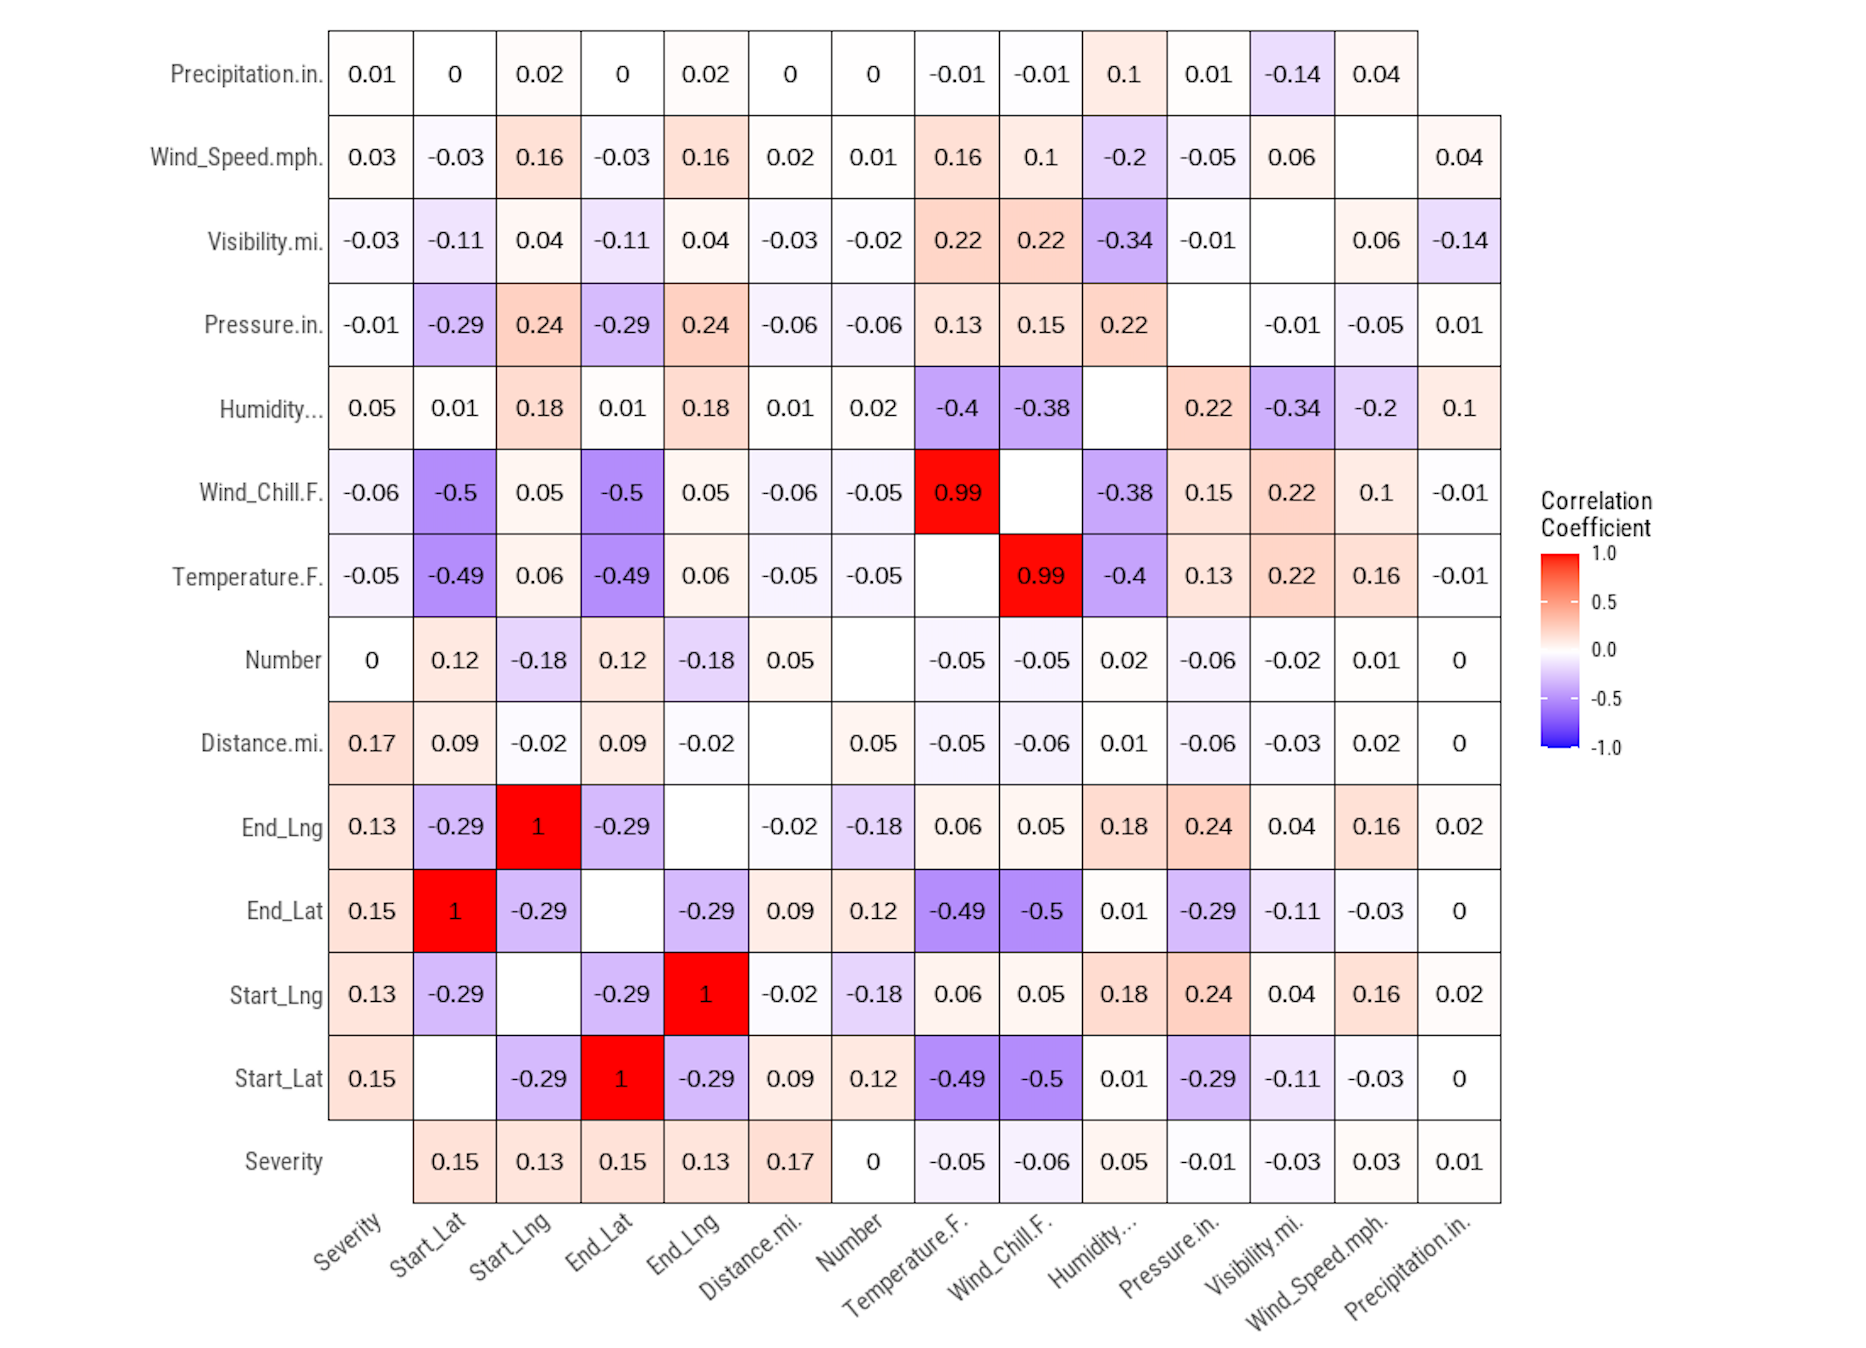 Precipitation.in. 0.01 0 0.02 0 0.02 0 0 -0.01 -0.01 0.1 0.01 -0.14 0.04
Wind_Speed.mph. 0.03 -0.03 0.16 -0.03 0.16 0.02 0.01 0.16 0.1 -0.2 -0.05 0.06 0.04
Visibility.mi. -0.03 -0.11 0.04 -0.11 0.04 -0.03 -0.02 0.22 0.22 -0.34 -0.01 0.06 -0.14
Pressure.in. -0.01 -0.29 0.24 -0.29 0.24 -0.06 -0.06 0.13 0.15 0.22 -0.01 -0.05 0.01
Humidity... 0.05 0.01 0.18 0.01 0.18 0.01 0.02 -0.4 -0.38 0.22 -0.34 -0.2 0.1
Wind_Chill.F. -0.06 -0.5 0.05 -0.5 0.05 -0.06 -0.05 0.99 -0.38 0.15 0.22 0.1 -0.01
Temperature.F. -0.05 -0.49 0.06 -0.49 0.06 -0.05 -0.05 0.99 -0.4 0.13 0.22 0.16 -0.01
Number 0 0.12 -0.18 0.12 -0.18 0.05 -0.05 -0.05 0.02 -0.06 -0.02 0.01 0
Distance.mi. 0.17 0.09 -0.02 0.09 -0.02 0.05 -0.05 -0.06 0.01 -0.06 -0.03 0.02 0
End_Lng 0.13 -0.29 1 -0.29 -0.02 -0.18 0.06 0.05 0.18 0.24 0.04 0.16 0.02
End_Lat 0.15 1 -0.29 -0.29 0.09 0.12 -0.49 -0.5 0.01 -0.29 -0.11 -0.03 0
Start_Lng 0.13 -0.29 -0.29 1 -0.02 -0.18 0.06 0.05 0.18 0.24 0.04 0.16 0.02
Start_Lat 0.15 -0.29 1 -0.29 0.09 0.12 -0.49 -0.5 0.01 -0.29 -0.11 -0.03 0
Severity 0.15 0.13 0.15 0.13 0.17 0 -0.05 -0.06 0.05 -0.01 -0.03 0.03 0.01
Severity Start_Lat Start_Lng End_Lat End_Lng Distance.mi. Number Temperature.F. Wind_Chill.F. Humidity... Pressure.in. Visibility.mi. Wind_Speed.mph. Precipitation.in.
Correlation
Coefficient
1.0
0.5
0.0
-0.5
-1.0